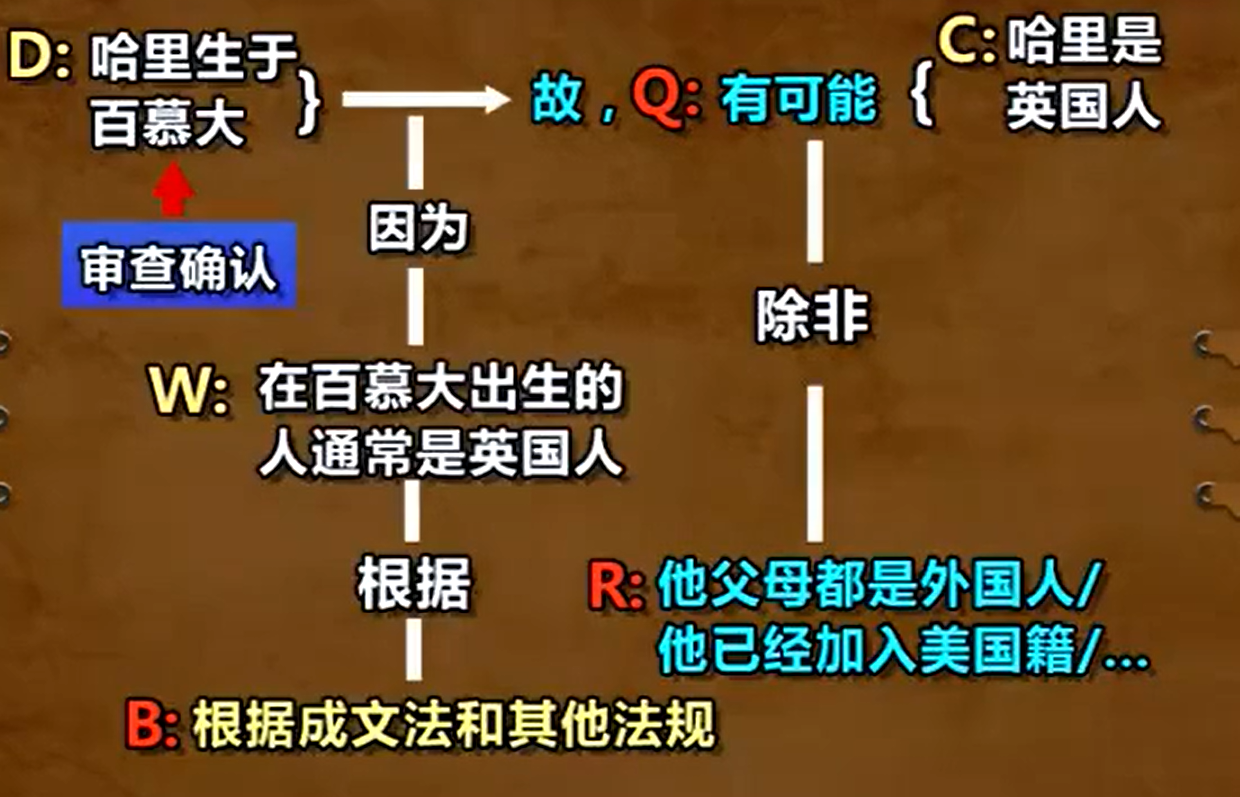 D: 哈里生于
百慕大
故，Q: 有可能
C: 哈里是
英国人
审查确认
因为
除非
W: 在百慕大出生的
人通常是英国人
根据
R: 他父母都是外国人/
他已经加入美国籍/...
B: 根据成文法和其他法规